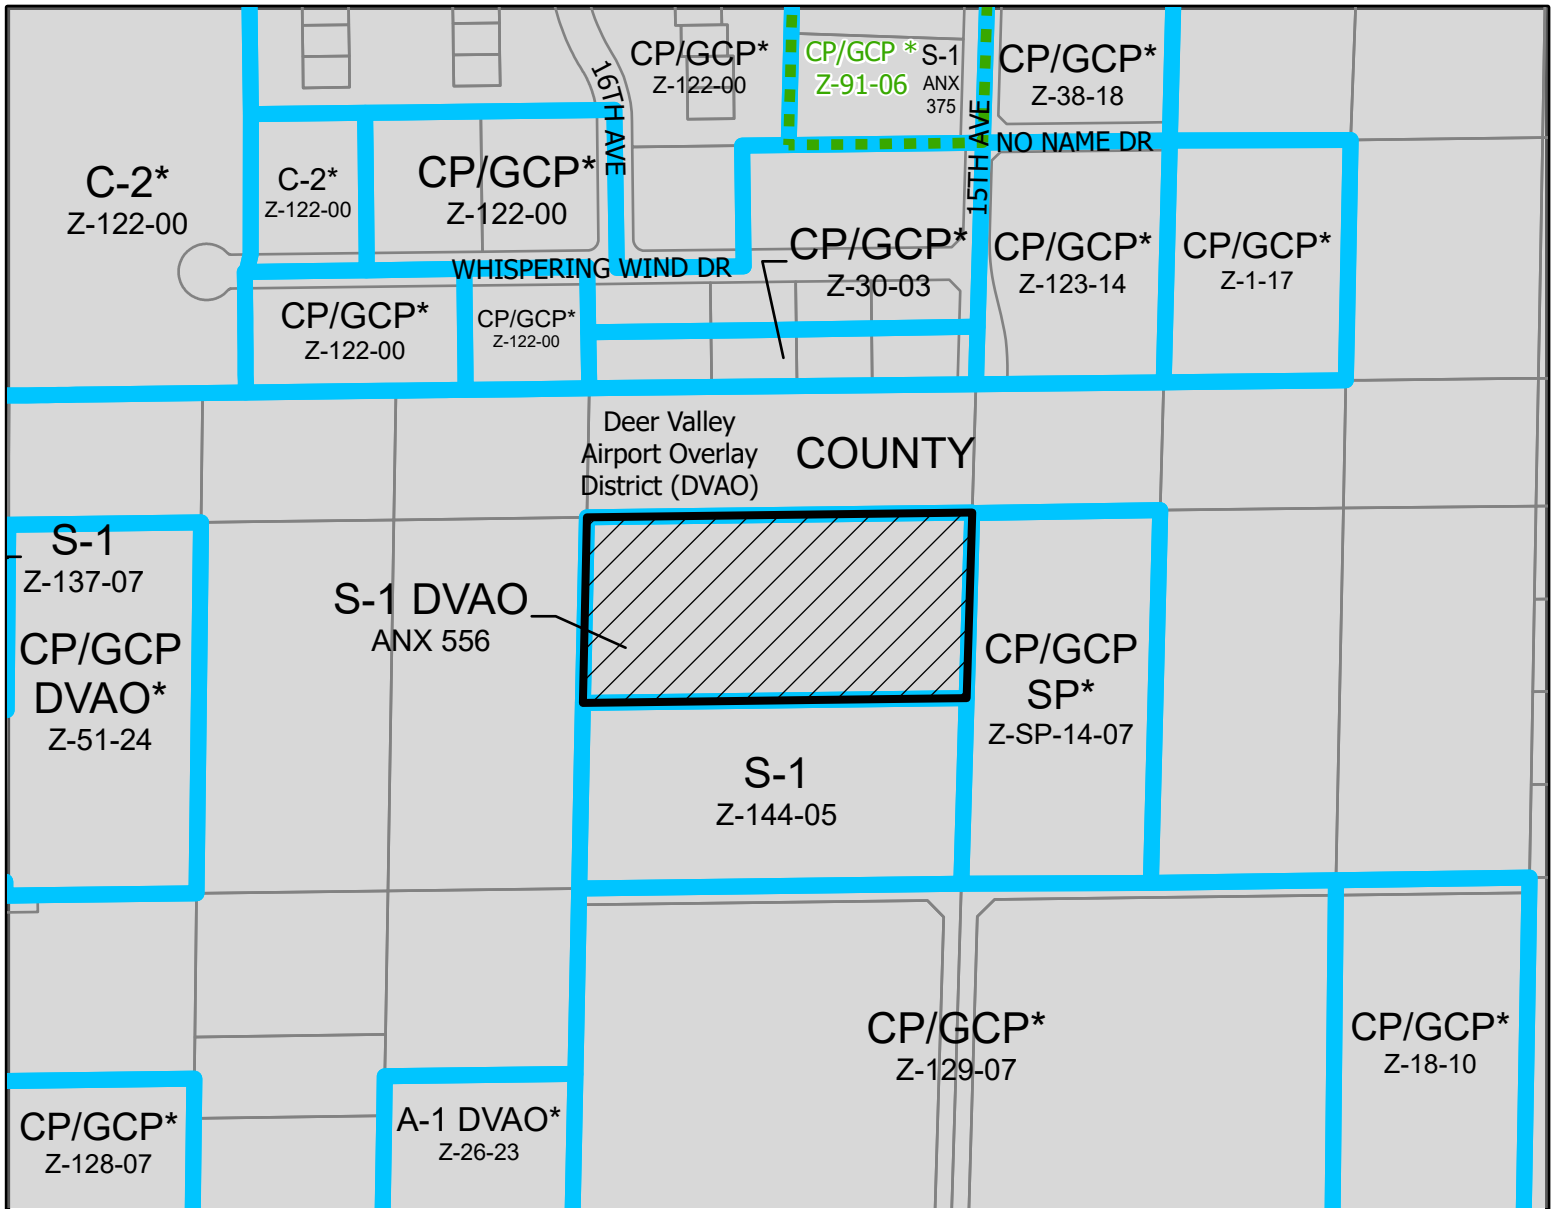 CP/GCP*
Z-122-00
CP/GCP *
Z-91-06
S-1
ANX
375
CP/GCP*
Z-38-18
16TH AVE
15TH AVE
NO NAME DR
C-2*
Z-122-00
C-2*
Z-122-00
CP/GCP*
Z-122-00
CP/GCP*
Z-30-03
CP/GCP*
Z-123-14
CP/GCP*
Z-1-17
WHISPERING WIND DR
CP/GCP*
Z-122-00
CP/GCP*
Z-122-00
Deer Valley
Airport Overlay
District (DVAO)
COUNTY
S-1
Z-137-07
CP/GCP
DVAO*
Z-51-24
S-1 DVAO
ANX 556
CP/GCP
SP*
Z-SP-14-07
S-1
Z-144-05
CP/GCP*
Z-129-07
CP/GCP*
Z-18-10
CP/GCP*
Z-128-07
A-1 DVAO*
Z-26-23